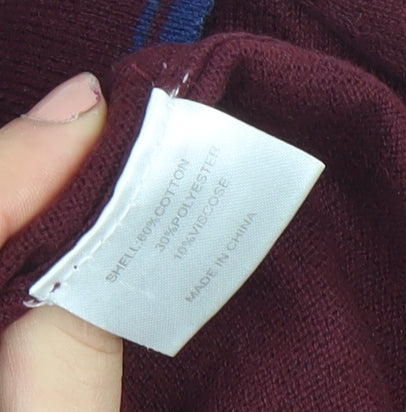 SHELL:60%COTTON
30%POLYESTER
10%VISCOSE
MADE IN CHINA